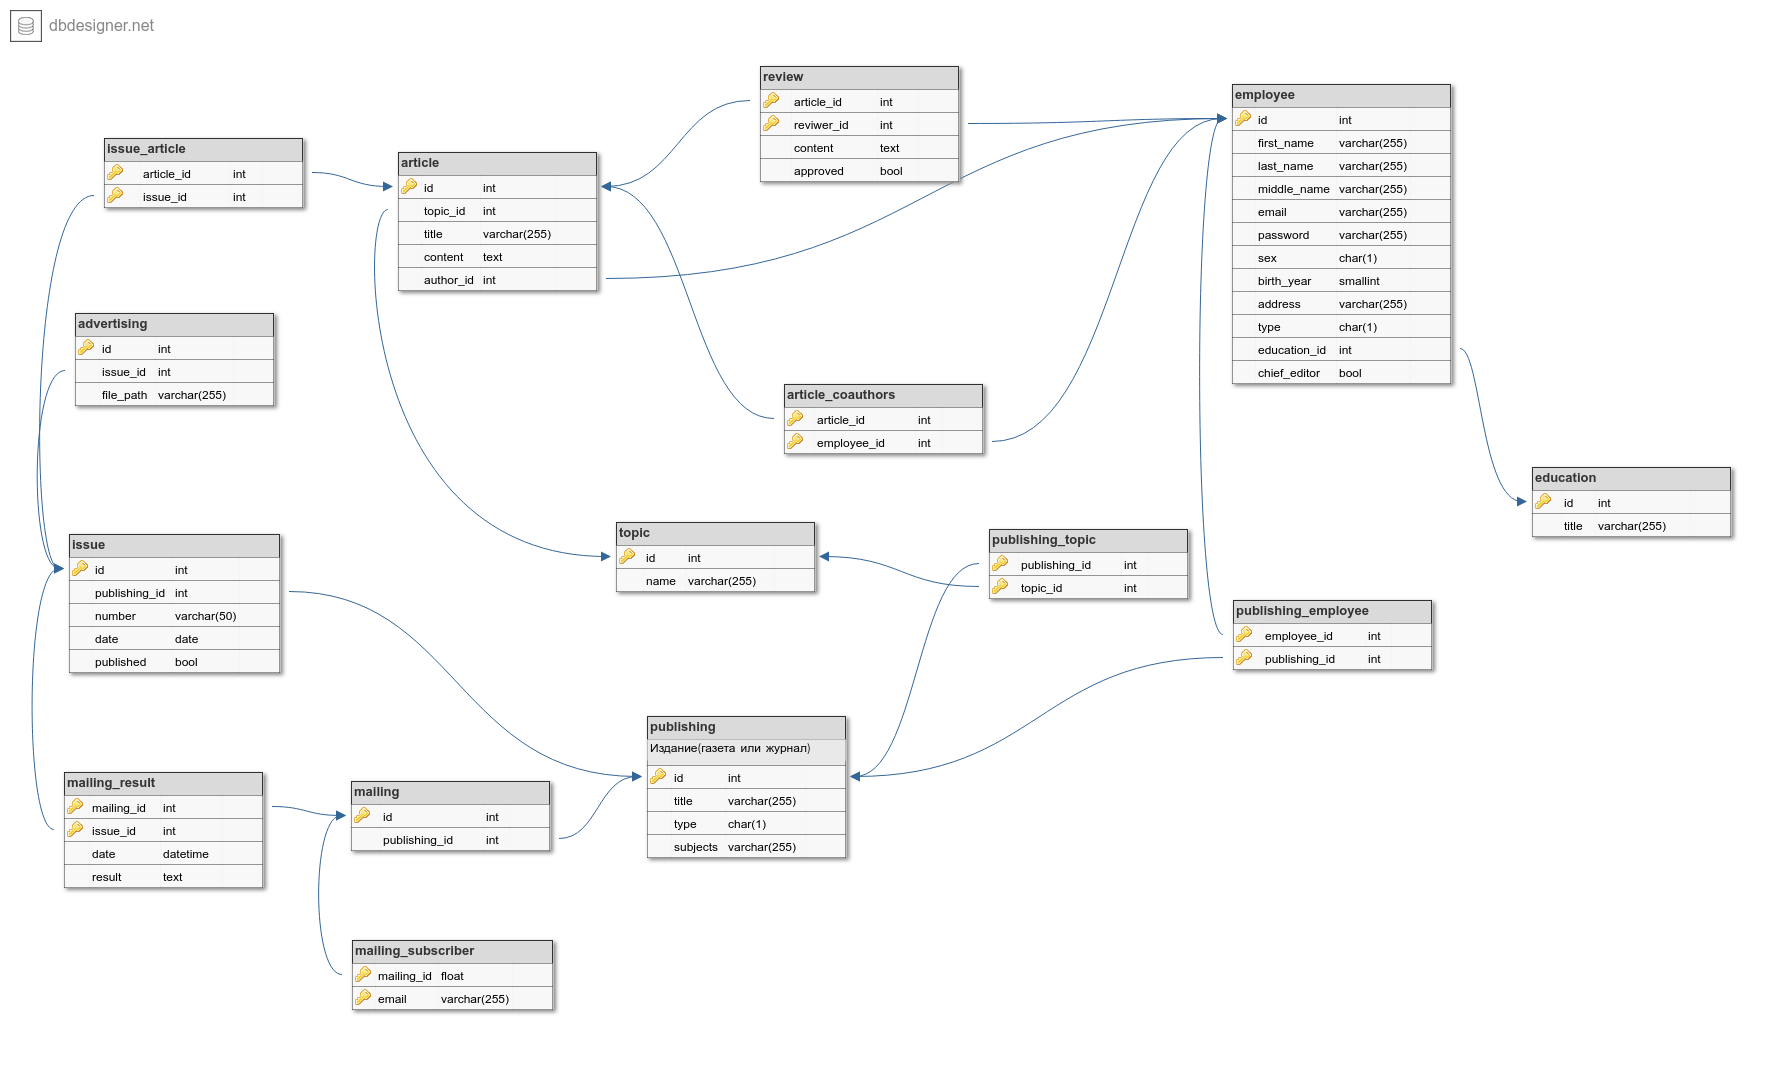 dbdesigner.net
review
article_id int
reviwer_id int
content text
approved bool
employee
id int
first_name varchar(255)
last_name varchar(255)
middle_name varchar(255)
email varchar(255)
password varchar(255)
sex char(1)
birth_year smallint
address varchar(255)
type char(1)
education_id int
chief_editor bool
issue_article
article_id int
issue_id int
article
id int
topic_id int
title varchar(255)
content text
author_id int
advertising
id int
issue_id int
file_path varchar(255)
article_coauthors
article_id int
employee_id int
education
id int
title varchar(255)
issue
id int
publishing_id int
number varchar(50)
date date
published bool
topic
id int
name varchar(255)
publishing_topic
publishing_id int
topic_id int
publishing_employee
employee_id int
publishing_id int
publishing
Издание(газета или журнал)
id int
title varchar(255)
type char(1)
subjects varchar(255)
mailing_result
mailing_id int
issue_id int
date datetime
result text
mailing
id int
publishing_id int
mailing_subscriber
mailing_id float
email varchar(255)